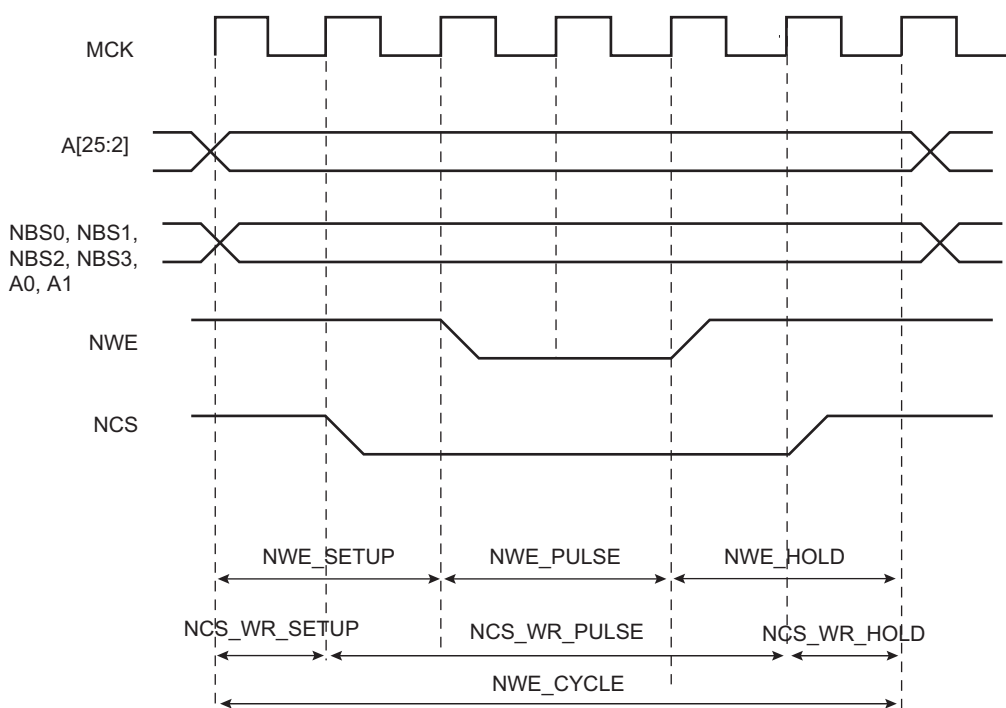 MCK
A[25:2]
NBS0, NBS1,
NBS2, NBS3,
A0, A1
NWE
NCS
NWE_SETUP
NWE_PULSE
NWE_HOLD
NCS_WR_SETUP
NCS_WR_PULSE
NCS_WR_HOLD
NWE_CYCLE